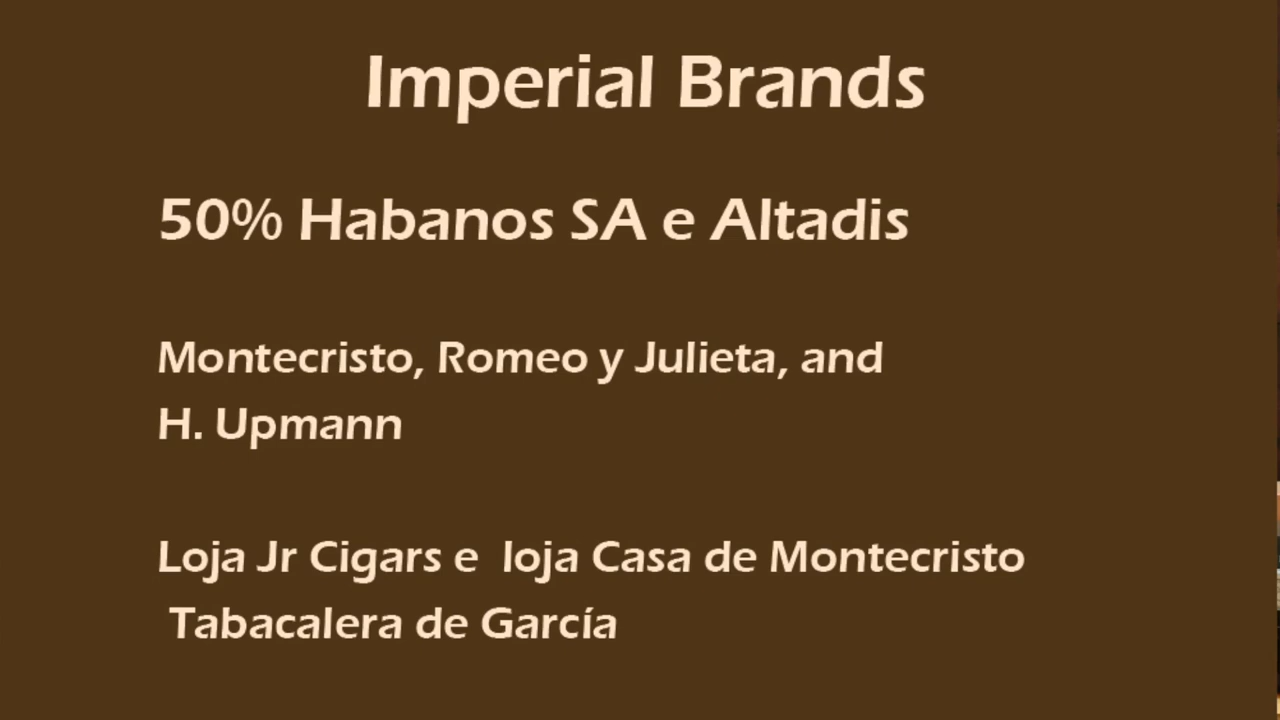 Imperial Brands
50% Habanos SA e Altadis
Montecristo, Romeo y Julieta, and
H. Upmann
Loja Jr Cigars e  loja Casa de Montecristo
Tabacalera de García